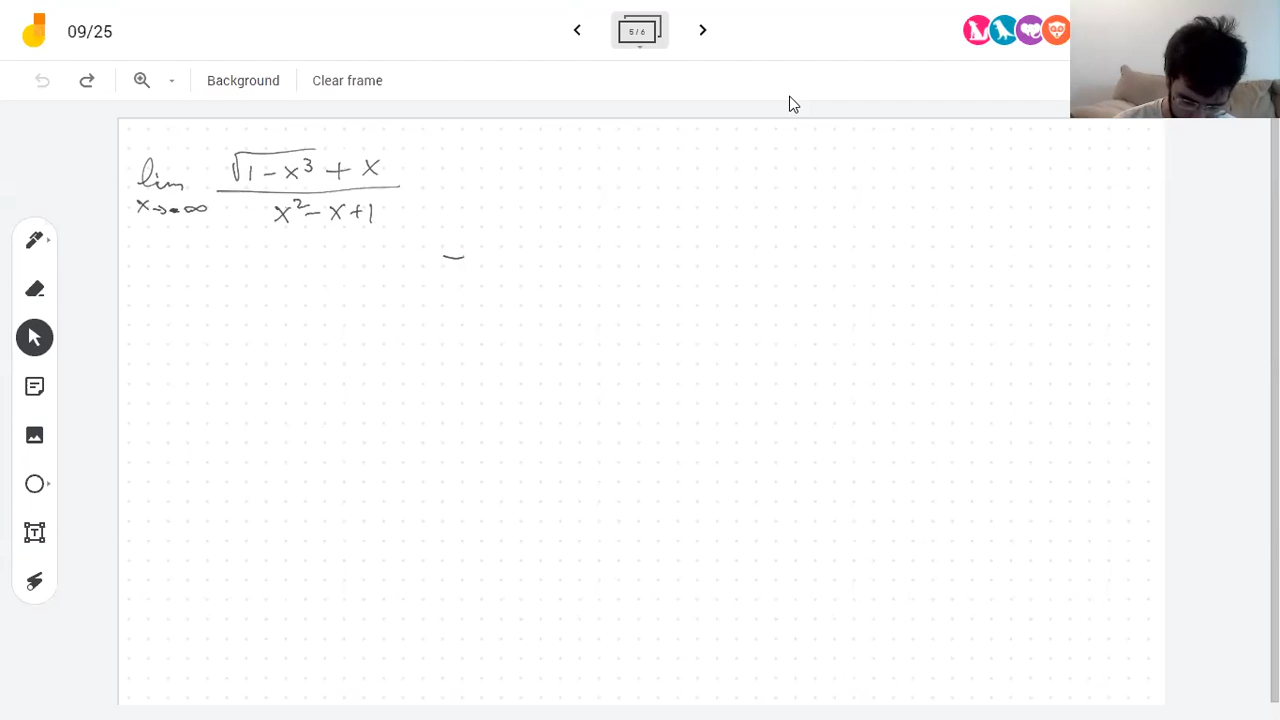 09/25
5 / 6
Background
Clear frame
lim x→-∞ (√(1 - x³) + x) / (x² - x + 1)
-
T